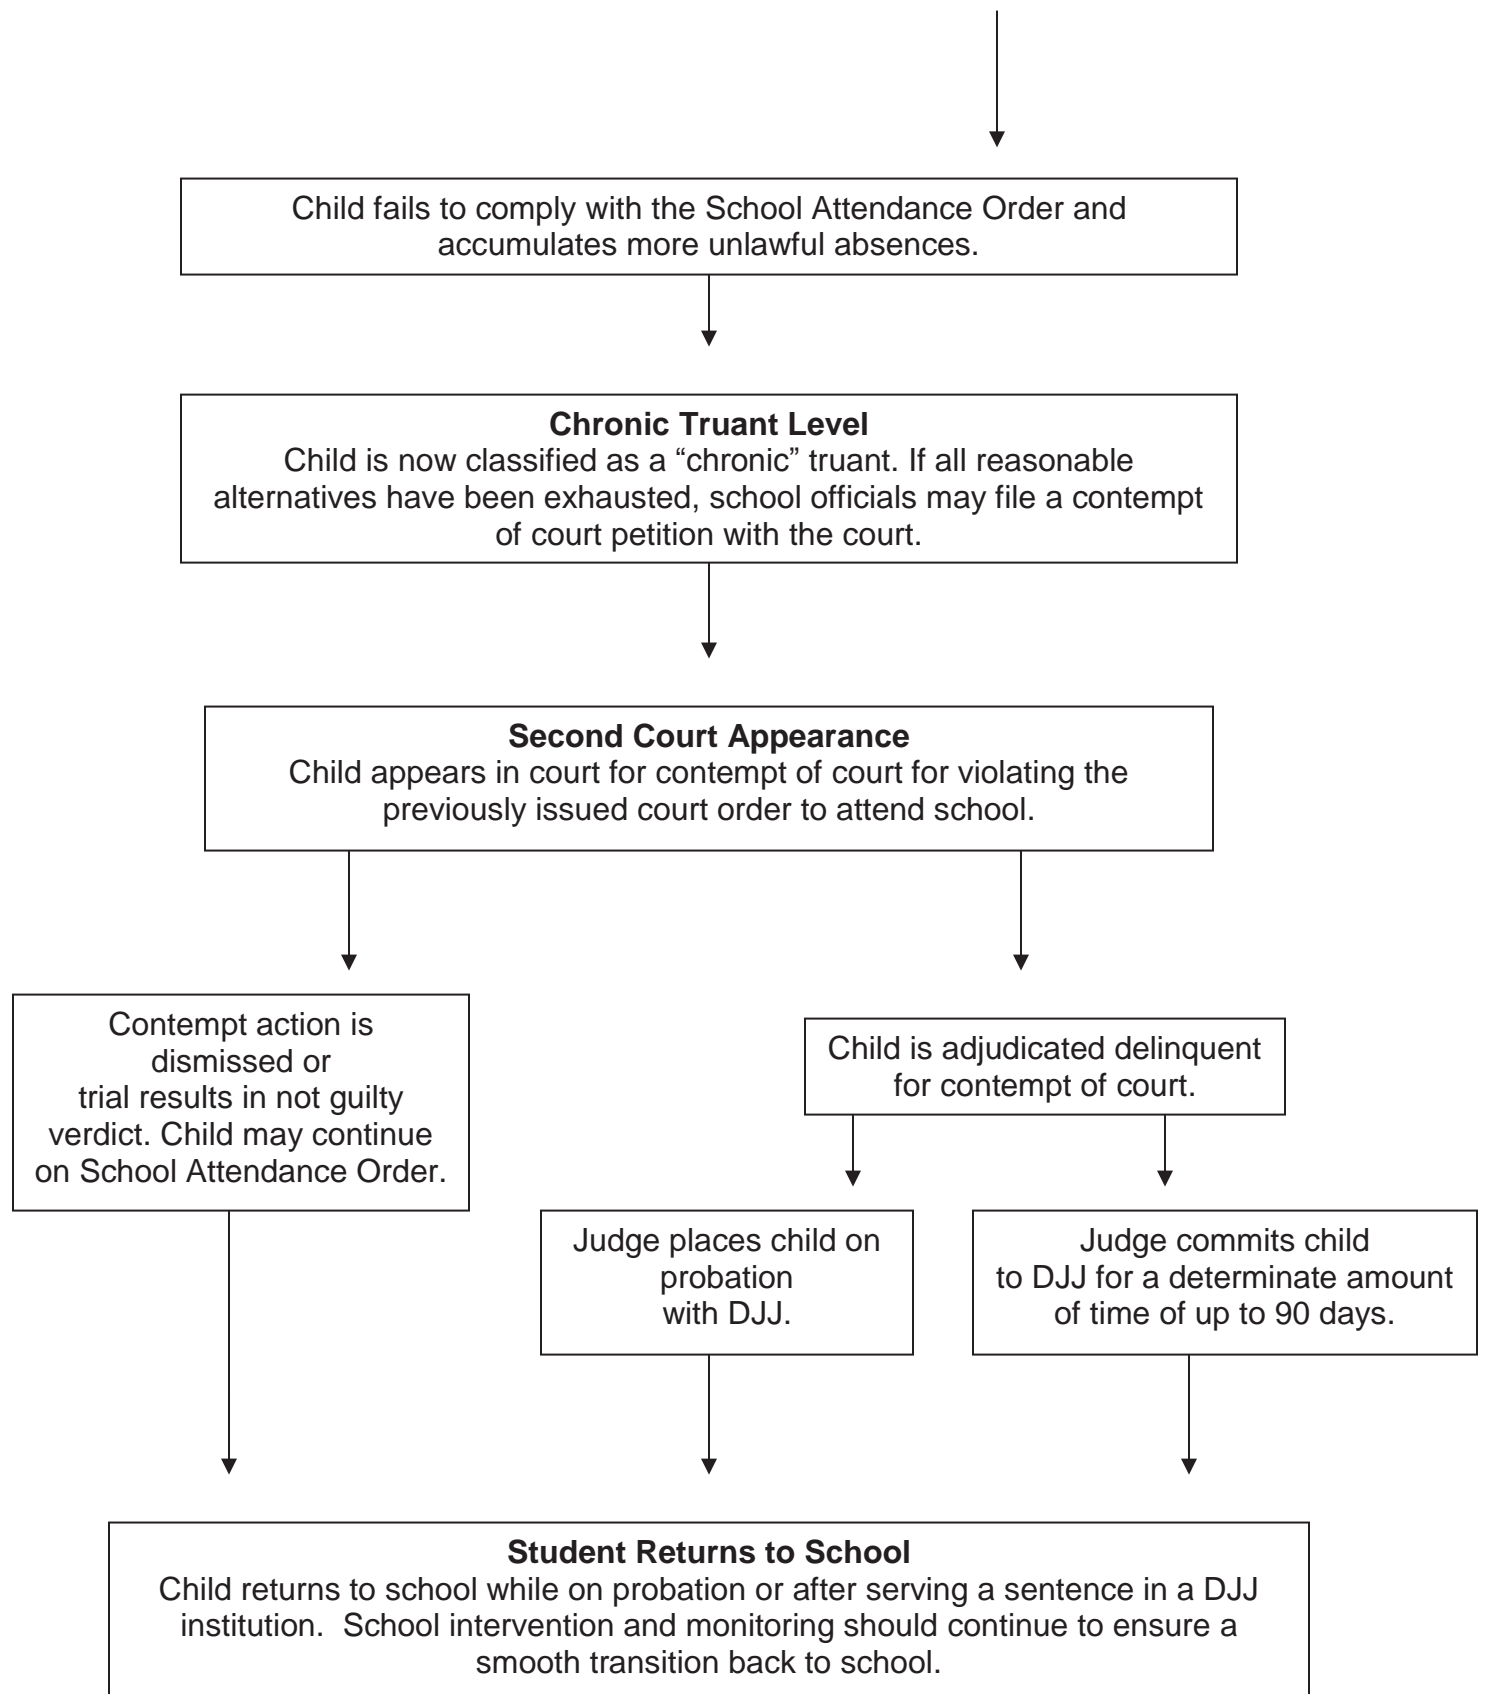 Child fails to comply with the School Attendance Order and
accumulates more unlawful absences.
Chronic Truant Level
Child is now classified as a “chronic” truant. If all reasonable
alternatives have been exhausted, school officials may file a contempt
of court petition with the court.
Second Court Appearance
Child appears in court for contempt of court for violating the
previously issued court order to attend school.
Contempt action is
dismissed or
trial results in not guilty
verdict. Child may continue
on School Attendance Order.
Child is adjudicated delinquent
for contempt of court.
Judge places child on
probation
with DJJ.
Judge commits child
to DJJ for a determinate amount
of time of up to 90 days.
Student Returns to School
Child returns to school while on probation or after serving a sentence in a DJJ
institution.  School intervention and monitoring should continue to ensure a
smooth transition back to school.